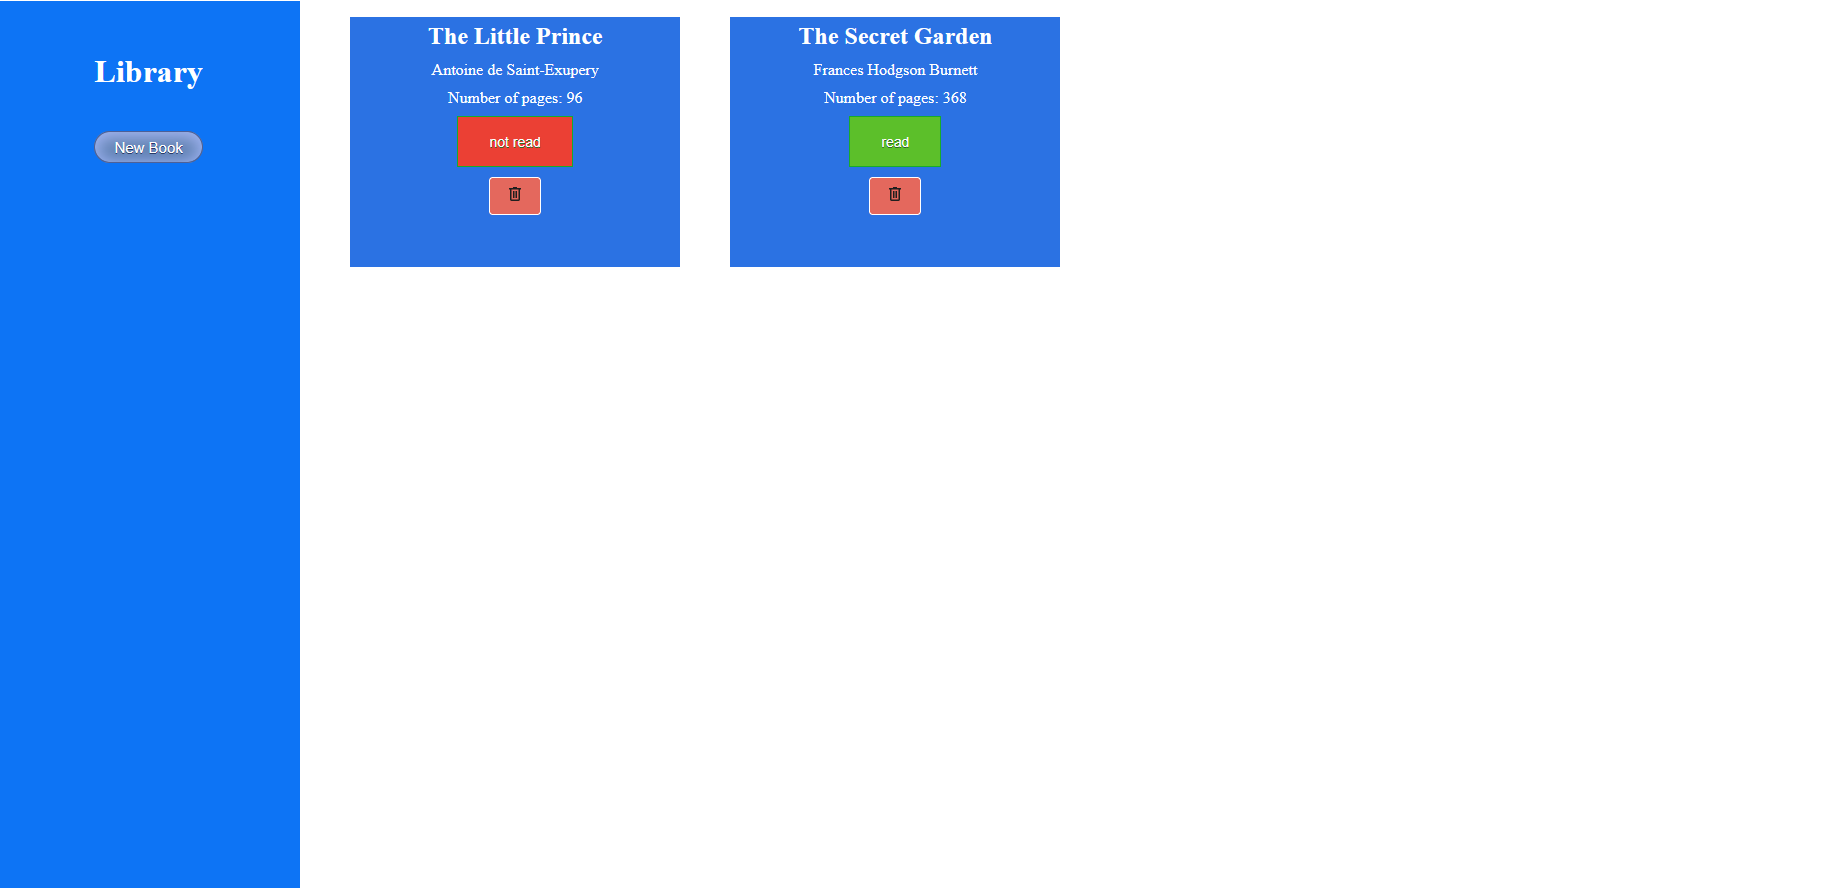 Library
New Book
The Little Prince
Antoine de Saint-Exupery
Number of pages: 96
not read
The Secret Garden
Frances Hodgson Burnett
Number of pages: 368
read